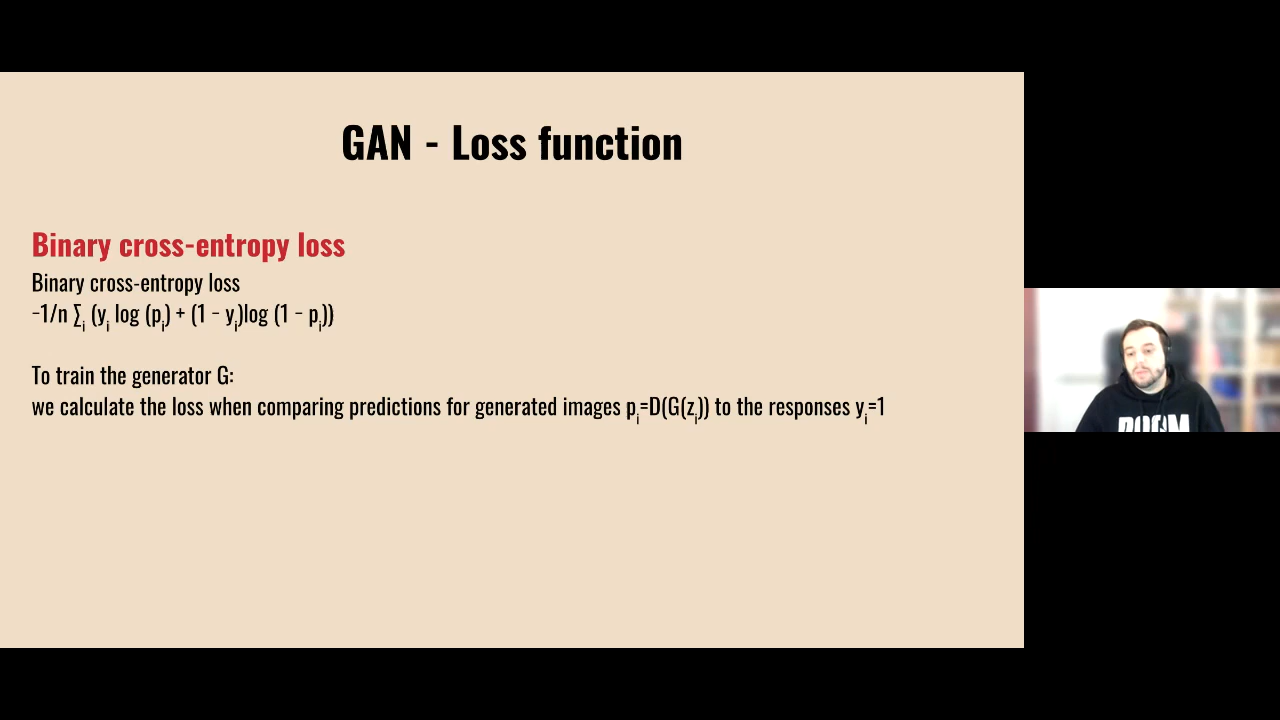 GAN - Loss function
Binary cross-entropy loss
Binary cross-entropy loss
−1/n ∑i (yi log (pi) + (1 − yi)log (1 − pi))
To train the generator G:
we calculate the loss when comparing predictions for generated images pi=D(G(zi)) to the responses yi=1